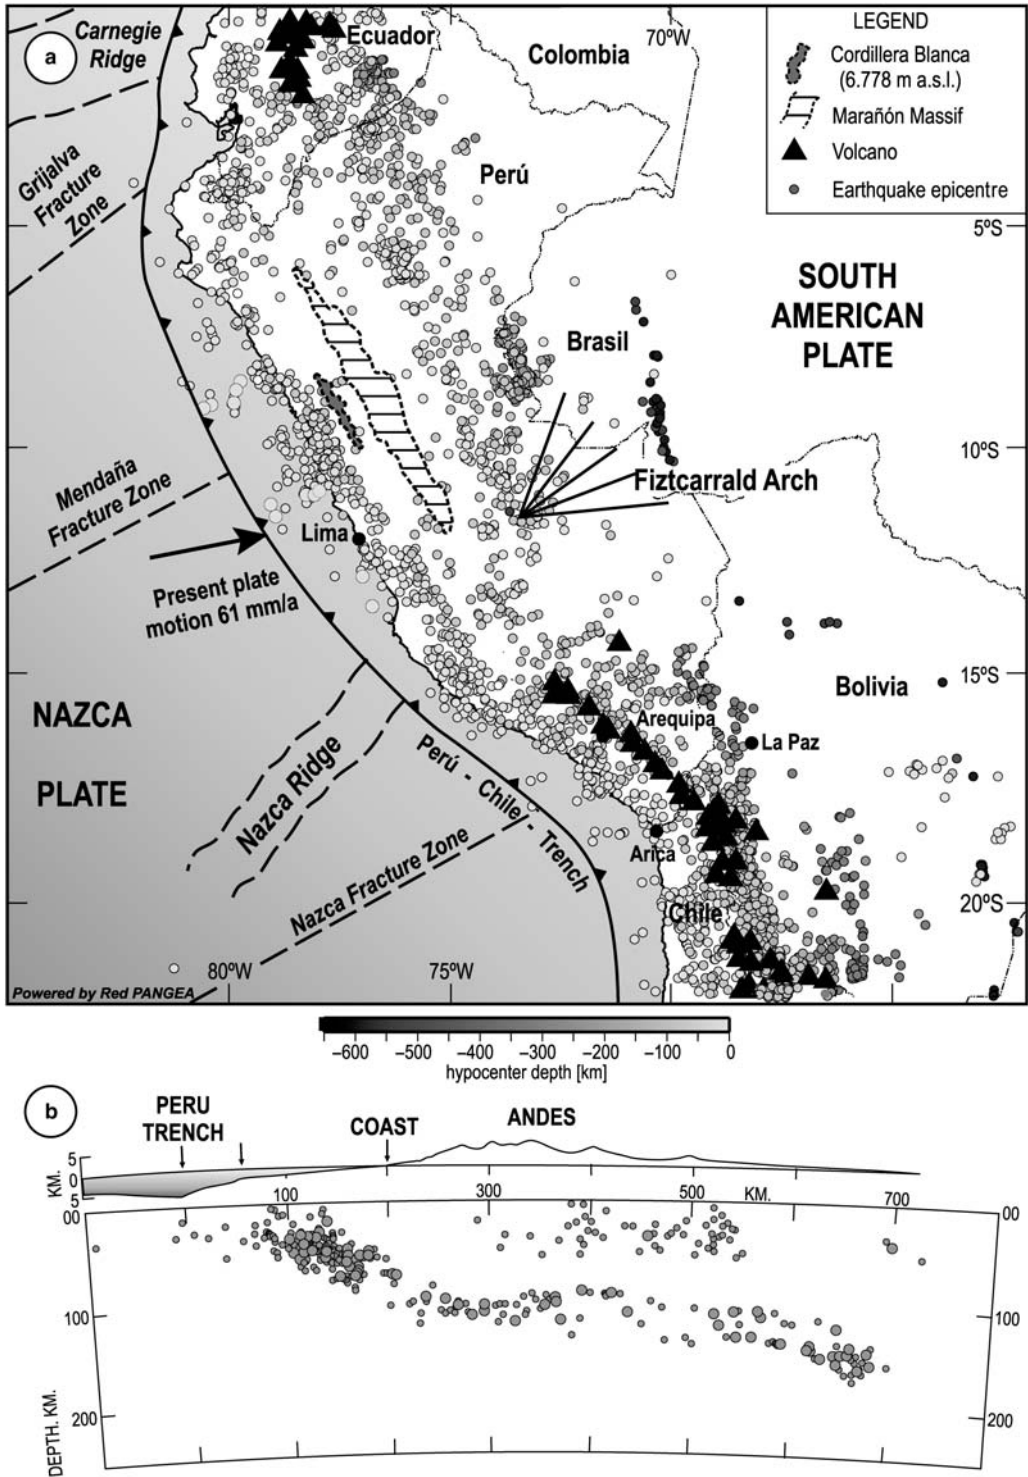 a
Carnegie
Ridge
Ecuador
Colombia
70ºW
LEGEND
Cordillera Blanca
(6.778 m a.s.l.)
Marañón Massif
Volcano
Earthquake epicentre
Grijalva
Fracture
Zone
Perú
5ºS
SOUTH
AMERICAN
PLATE
Brasil
10ºS
Mendaña
Fracture Zone
Fiztcarrald Arch
Lima
Present plate
motion 61 mm/a
15ºS
Bolivia
NAZCA
PLATE
Arequipa
La Paz
Nazca Ridge
Perú - Chile - Trench
Arica
Nazca Fracture Zone
Chile
20ºS
80ºW
75ºW
Powered by Red PANGEA
–600 –500 –400 –300 –200 –100 0
hypocenter depth [km]
b
PERU
TRENCH
COAST
ANDES
KM.
5
0
5
100 300 500 KM. 700
00 00
100 100
200 200
DEPTH. KM.